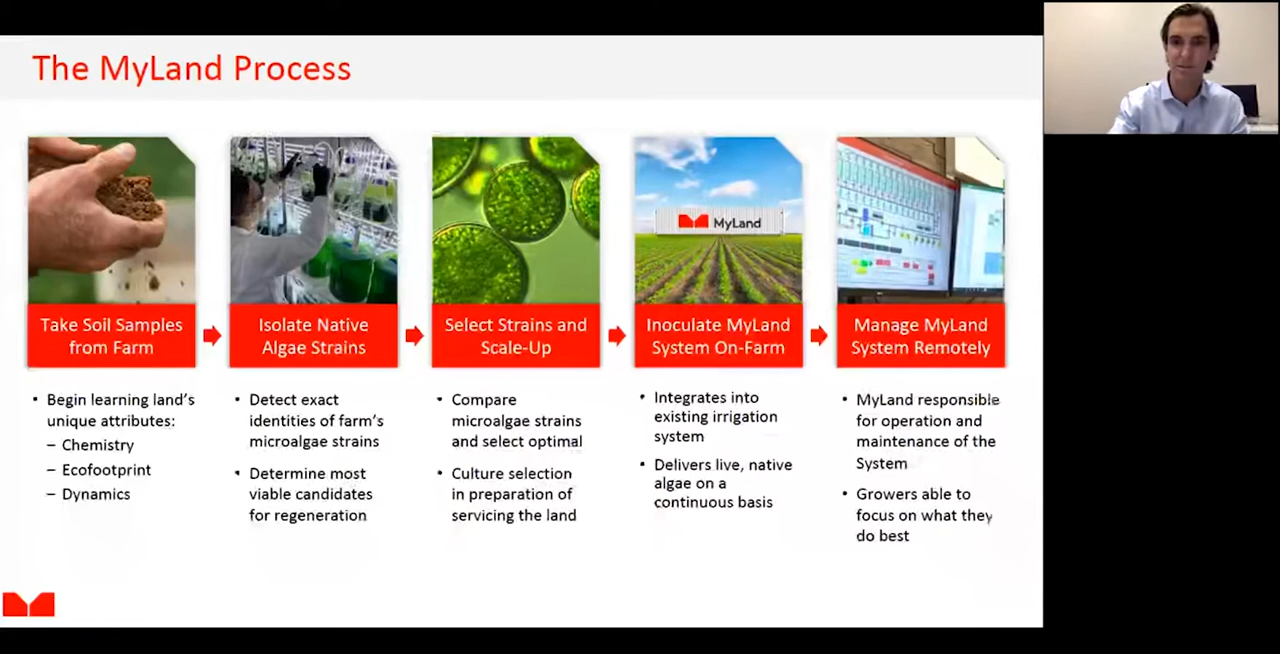 The MyLand Process
MyLand
Take Soil Samples
from Farm
Isolate Native
Algae Strains
Select Strains and
Scale-Up
Inoculate MyLand
System On-Farm
Manage MyLand
System Remotely
• Begin learning land's
unique attributes:
– Chemistry
– Ecofootprint
– Dynamics
• Detect exact
identities of farm's
microalgae strains
• Determine most
viable candidates
for regeneration
• Compare
microalgae strains
and select optimal
• Culture selection
in preparation of
servicing the land
• Integrates into
existing irrigation
system
• Delivers live, native
algae on a
continuous basis
• MyLand responsible
for operation and
maintenance of the
System
• Growers able to
focus on what they
do best